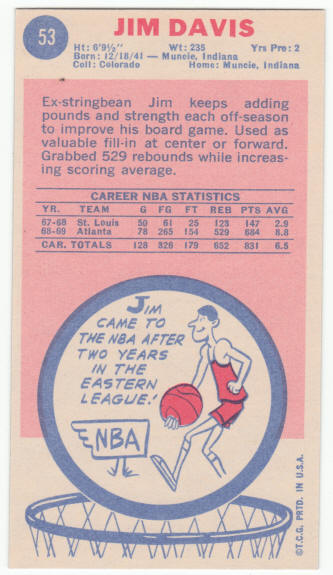 53
JIM DAVIS
Ht: 6'9½" Wt: 235 Yrs Pro: 2
Born: 12/18/41 — Muncie, Indiana
Coll: Colorado Home: Muncie, Indiana
Ex-stringbean Jim keeps adding
pounds and strength each off-season
to improve his board game. Used as
valuable fill-in at center or forward.
Grabbed 529 rebounds while increas-
ing scoring average.
CAREER NBA STATISTICS
YR. TEAM G FG FT REB PTS AVG
67-68 St. Louis 50 61 25 123 147 2.9
68-69 Atlanta 78 265 154 529 684 8.8
CAR. TOTALS 128 326 179 652 831 6.5
JIM
CAME TO
THE NBA AFTER
TWO YEARS
IN THE
EASTERN
LEAGUE.
NBA
©T.C.G. PRTD. IN U.S.A.